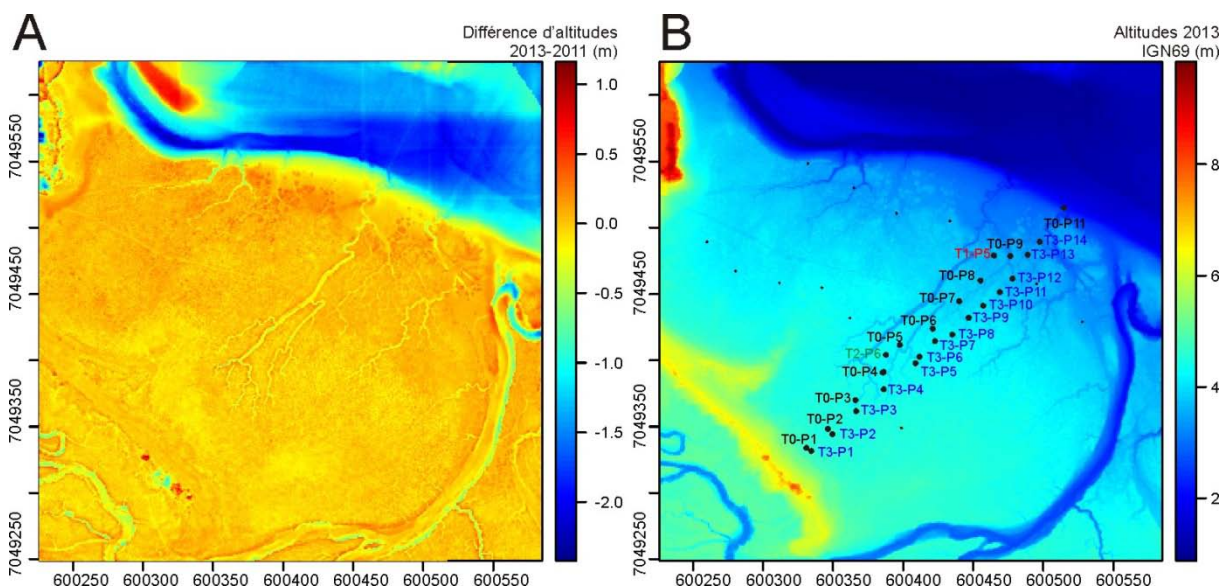 A
Différence d'altitudes
2013-2011 (m)
1.0
0.5
0.0
-0.5
-1.0
-1.5
-2.0
7049550
7049450
7049350
7049250
600250
600300
600350
600400
600450
600500
600550
B
Altitudes 2013
IGN69 (m)
8
6
4
2
7049550
7049450
7049350
7049250
600250
600300
600350
600400
600450
600500
600550
T0-P11
T3-P14
T0-P9
T1-P5
T3-P13
T0-P8
T3-P12
T3-P11
T0-P7
T3-P10
T3-P9
T0-P6
T3-P8
T0-P5
T3-P7
T2-P6
T3-P6
T0-P4
T3-P5
T3-P4
T0-P3
T3-P3
T0-P2
T3-P2
T0-P1
T3-P1